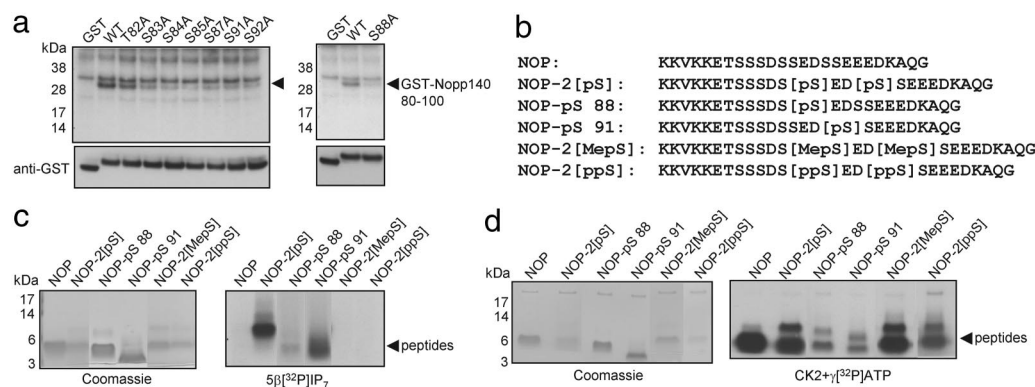 a
GST
WT
T82A
S83A
S84A
S85A
S87A
S91A
S92A
kDa
38
28
17
14
anti-GST
GST
WT
S88A
38
28
17
14
GST-Nopp140
80-100
b
NOP: KKVKKETSSSDSSEDSSEEEDKAQG
NOP-2[pS]: KKVKKETSSSDS[pS]ED[pS]SEEEDKAQG
NOP-pS 88: KKVKKETSSSDS[pS]EDSSEEEDKAQG
NOP-pS 91: KKVKKETSSSDSSED[pS]SEEEDKAQG
NOP-2[MepS]: KKVKKETSSSDS[MepS]ED[MepS]SEEEDKAQG
NOP-2[ppS]: KKVKKETSSSDS[ppS]ED[ppS]SEEEDKAQG
c
NOP
NOP-2[pS]
NOP-pS 88
NOP-pS 91
NOP-2[MepS]
NOP-2[ppS]
kDa
17
14
6
3
Coomassie
NOP
NOP-2[pS]
NOP-pS 88
NOP-pS 91
NOP-2[MepS]
NOP-2[ppS]
peptides
5β[³²P]IP₇
d
NOP
NOP-2[pS]
NOP-pS 88
NOP-pS 91
NOP-2[MepS]
NOP-2[ppS]
kDa
17
14
6
3
Coomassie
NOP
NOP-2[pS]
NOP-pS 88
NOP-pS 91
NOP-2[MepS]
NOP-2[ppS]
peptides
CK2+γ[³²P]ATP